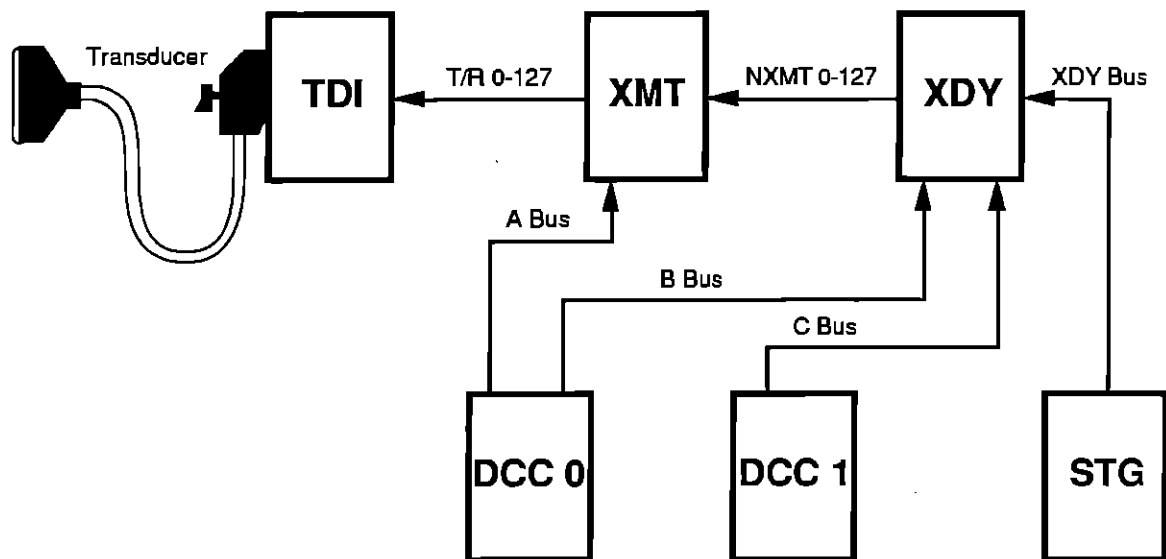 Transducer
TDI
T/R 0-127
XMT
NXMT 0-127
XDY
XDY Bus
A Bus
B Bus
C Bus
DCC 0
DCC 1
STG